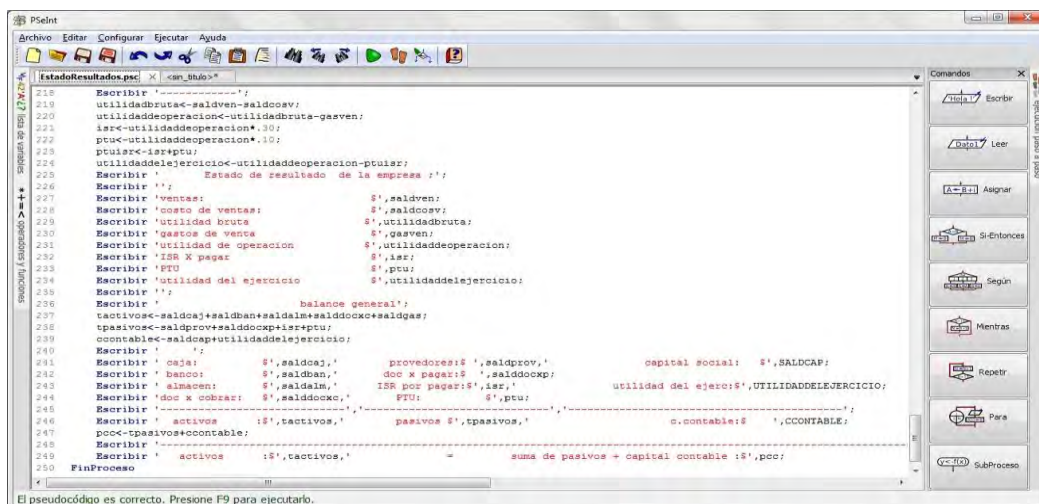 PSeInt
Archivo Editar Configurar Ejecutar Ayuda
EstadoResultados.psc <sin_titulo>*
218 Escribir '------------';
219 utilidadbruta<-saldven-saldcosv;
220 utilidaddeoperacion<-utilidadbruta-gasven;
221 isr<-utilidaddeoperacion*.30;
222 ptu<-utilidaddeoperacion*.10;
223 ptuisr<-isr+ptu;
224 utilidaddelejercicio<-utilidaddeoperacion-ptuisr;
225 Escribir ' Estado de resultado de la empresa ;';
226 Escribir '';
227 Escribir 'ventas: $',saldven;
228 Escribir 'costo de ventas: $',saldcosv;
229 Escribir 'utilidad bruta $',utilidadbruta;
230 Escribir 'gastos de venta $',gasven;
231 Escribir 'utilidad de operacion $',utilidaddeoperacion;
232 Escribir 'ISR X pagar $',isr;
233 Escribir 'PTU $',ptu;
234 Escribir 'utilidad del ejercicio $',utilidaddelejercicio;
235 Escribir '';
236 Escribir ' balance general';
237 tactivos<-saldcaj+saldban+saldalm+salddocxc+saldgas;
238 tpasivos<-saldprov+salddocxp+isr+ptu;
239 ccontable<-saldcap+utilidaddelejercicio;
240 Escribir ' ';
241 Escribir ' caja: $',saldcaj,' provedores:$ ',saldprov,' capital social: $',SALDCAP;
242 Escribir ' banco: $',saldban,' doc x pagar:$ ',salddocxp;
243 Escribir ' almacen: $',saldalm,' ISR por pagar:$',isr,' utilidad del ejerc:$',UTILIDADDELEJERCICIO;
244 Escribir 'doc x cobrar: $',salddocxc,' PTU: $',ptu;
245 Escribir '-------------------------------','---------------------------','----------------------------------------';
246 Escribir ' activos :$',tactivos,' pasivos $',tpasivos,' c.contable:$ ',CCONTABLE;
247 pcc<-tpasivos+ccontable;
248 Escribir '----------------------------------------------------------------------------------------------------
249 Escribir ' activos :$',tactivos,' = suma de pasivos + capital contable :$',pcc;
250 FinProceso
El pseudocódigo es correcto. Presione F9 para ejecutarlo.
lista de variables
operadores y funciones
Comandos
'Hola !' Escribir
Dato1 Leer
A←B+1 Asignar
Si-Entonces
Según
Mientras
Repetir
Para
y<-f(x) SubProceso
ejecución paso a paso